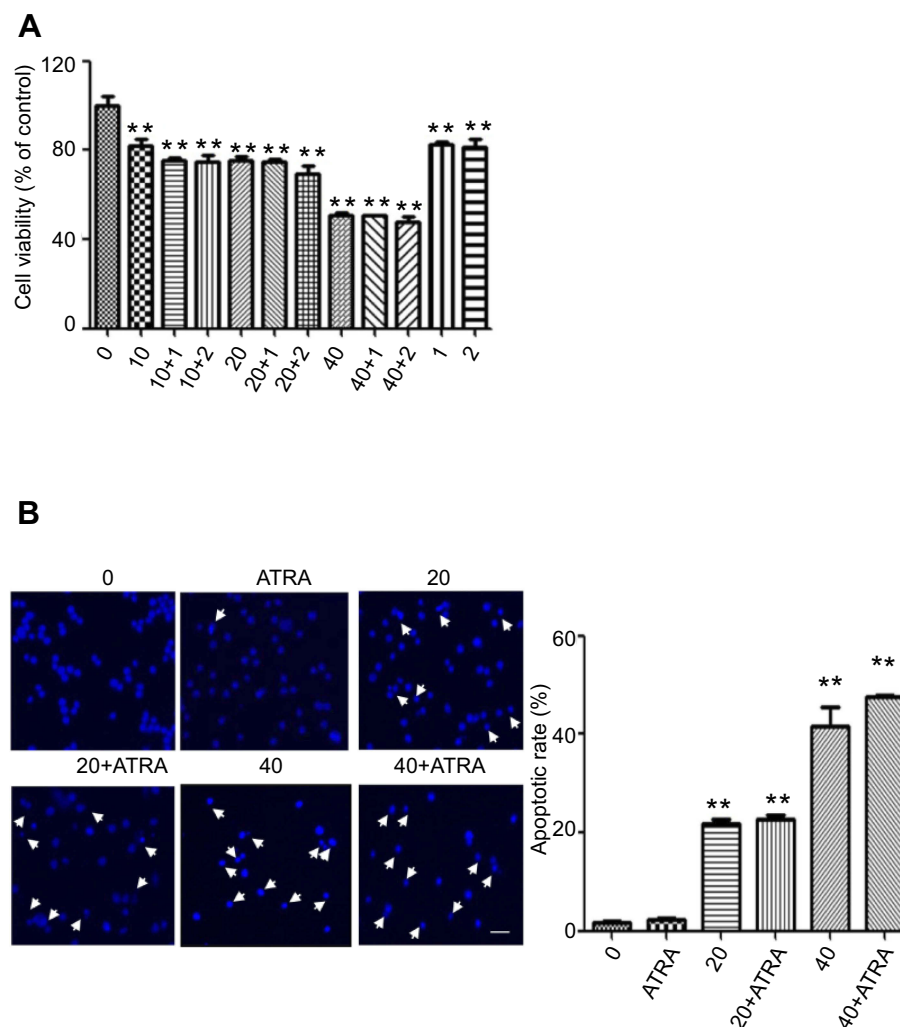 A
Cell viability (% of control)
120
80
40
0
** ** ** ** ** ** ** ** ** ** **
0 10 10+1 10+2 20 20+1 20+2 40 40+1 40+2 1 2
B
0 ATRA 20
20+ATRA 40 40+ATRA
Apoptotic rate (%)
60
40
20
0
** ** ** **
0 ATRA 20 20+ATRA 40 40+ATRA